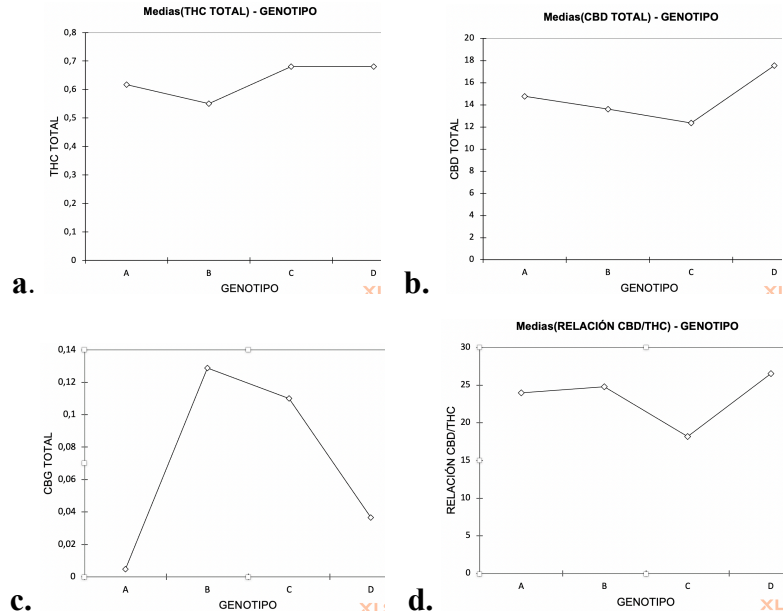 Medias(THC TOTAL) - GENOTIPO
0,8
0,7
0,6
0,5
0,4
0,3
0,2
0,1
0
THC TOTAL
A B C D
GENOTIPO
a.
XL
Medias(CBD TOTAL) - GENOTIPO
20
18
16
14
12
10
8
6
4
2
0
CBD TOTAL
A B C D
GENOTIPO
b.
XL
0,14
0,12
0,1
0,08
0,06
0,04
0,02
0
CBG TOTAL
A B C D
GENOTIPO
c.
XLS
Medias(RELACIÓN CBD/THC) - GENOTIPO
30
25
20
15
10
5
0
RELACIÓN CBD/THC
A B C D
GENOTIPO
d.
XL